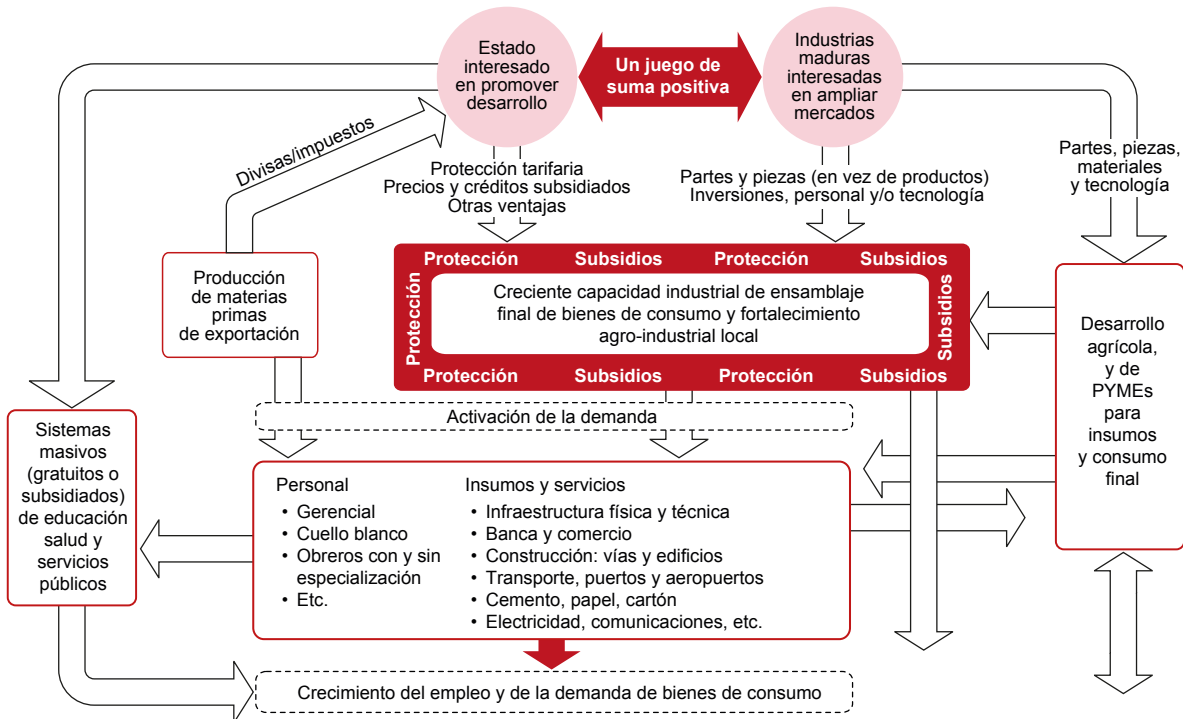 Estado
interesado
en promover
desarrollo
Un juego de
suma positiva
Industrias
maduras
interesadas
en ampliar
mercados
Divisas/impuestos
Protección tarifaria
Precios y créditos subsidiados
Otras ventajas
Partes y piezas (en vez de productos)
Inversiones, personal y/o tecnología
Partes, piezas,
materiales
y tecnología
Producción
de materias
primas
de exportación
Protección Subsidios Protección Subsidios
Protección
Creciente capacidad industrial de ensamblaje
final de bienes de consumo y fortalecimiento
agro-industrial local
Subsidios
Protección Subsidios Protección Subsidios
Desarrollo
agrícola,
y de
PYMEs
para
insumos
y consumo
final
Activación de la demanda
Sistemas
masivos
(gratuitos o
subsidiados)
de educación
salud y
servicios
públicos
Personal
• Gerencial
• Cuello blanco
• Obreros con y sin
especialización
• Etc.
Insumos y servicios
• Infraestructura física y técnica
• Banca y comercio
• Construcción: vías y edificios
• Transporte, puertos y aeropuertos
• Cemento, papel, cartón
• Electricidad, comunicaciones, etc.
Crecimiento del empleo y de la demanda de bienes de consumo